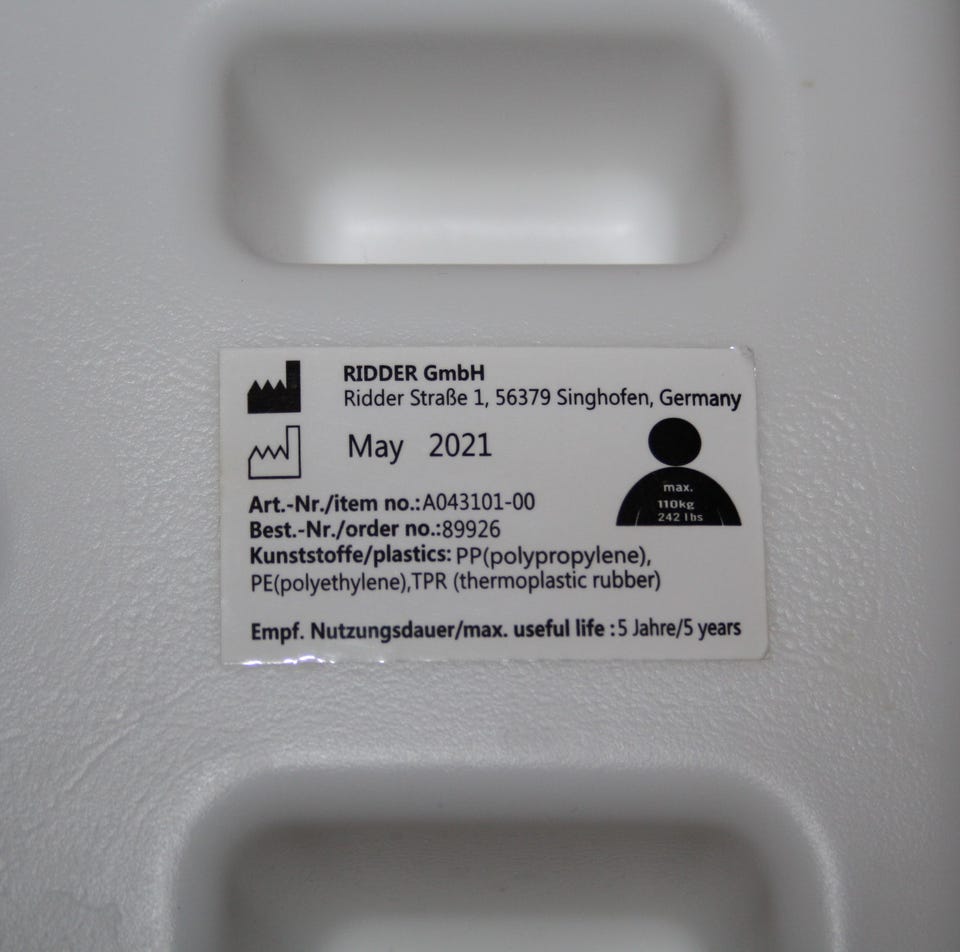 RIDDER GmbH
Ridder Straße 1, 56379 Singhofen, Germany
May 2021
max.
110kg
242 lbs
Art.-Nr./item no.:A043101-00
Best.-Nr./order no.:89926
Kunststoffe/plastics: PP(polypropylene),
PE(polyethylene),TPR (thermoplastic rubber)
Empf. Nutzungsdauer/max. useful life :5 Jahre/5 years